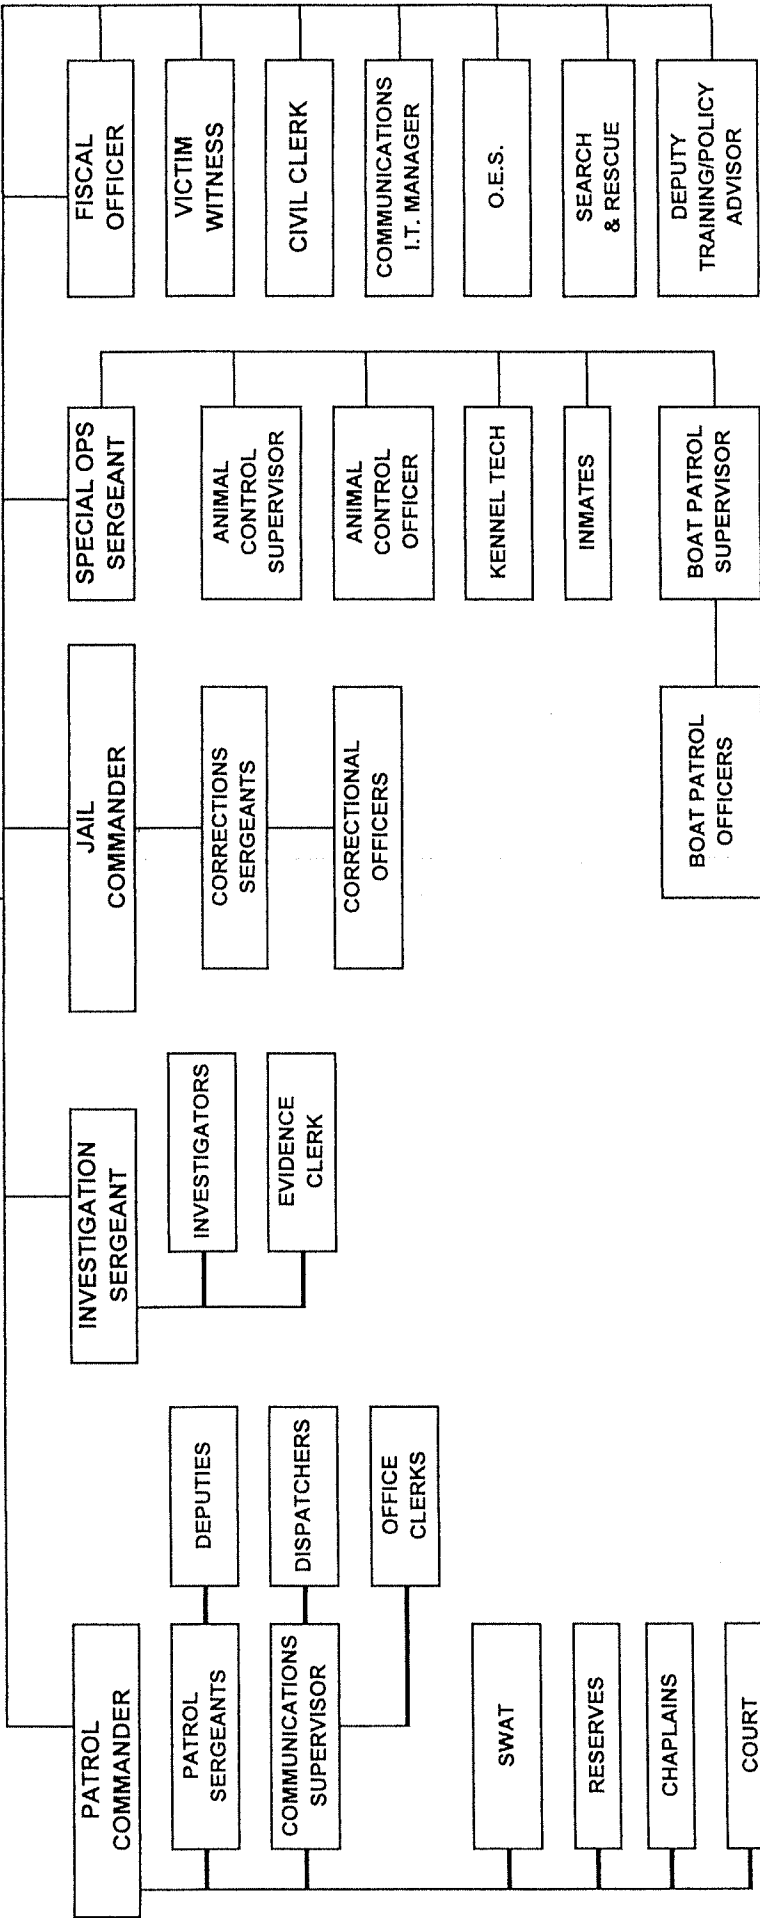 PATROL
COMMANDER
PATROL
SERGEANTS
DEPUTIES
COMMUNICATIONS
SUPERVISOR
DISPATCHERS
OFFICE
CLERKS
SWAT
RESERVES
CHAPLAINS
COURT
INVESTIGATION
SERGEANT
INVESTIGATORS
EVIDENCE
CLERK
JAIL
COMMANDER
CORRECTIONS
SERGEANTS
CORRECTIONAL
OFFICERS
SPECIAL OPS
SERGEANT
ANIMAL
CONTROL
SUPERVISOR
ANIMAL
CONTROL
OFFICER
KENNEL TECH
INMATES
BOAT PATROL
SUPERVISOR
BOAT PATROL
OFFICERS
FISCAL
OFFICER
VICTIM
WITNESS
CIVIL CLERK
COMMUNICATIONS
I.T. MANAGER
O.E.S.
SEARCH
& RESCUE
DEPUTY
TRAINING/POLICY
ADVISOR